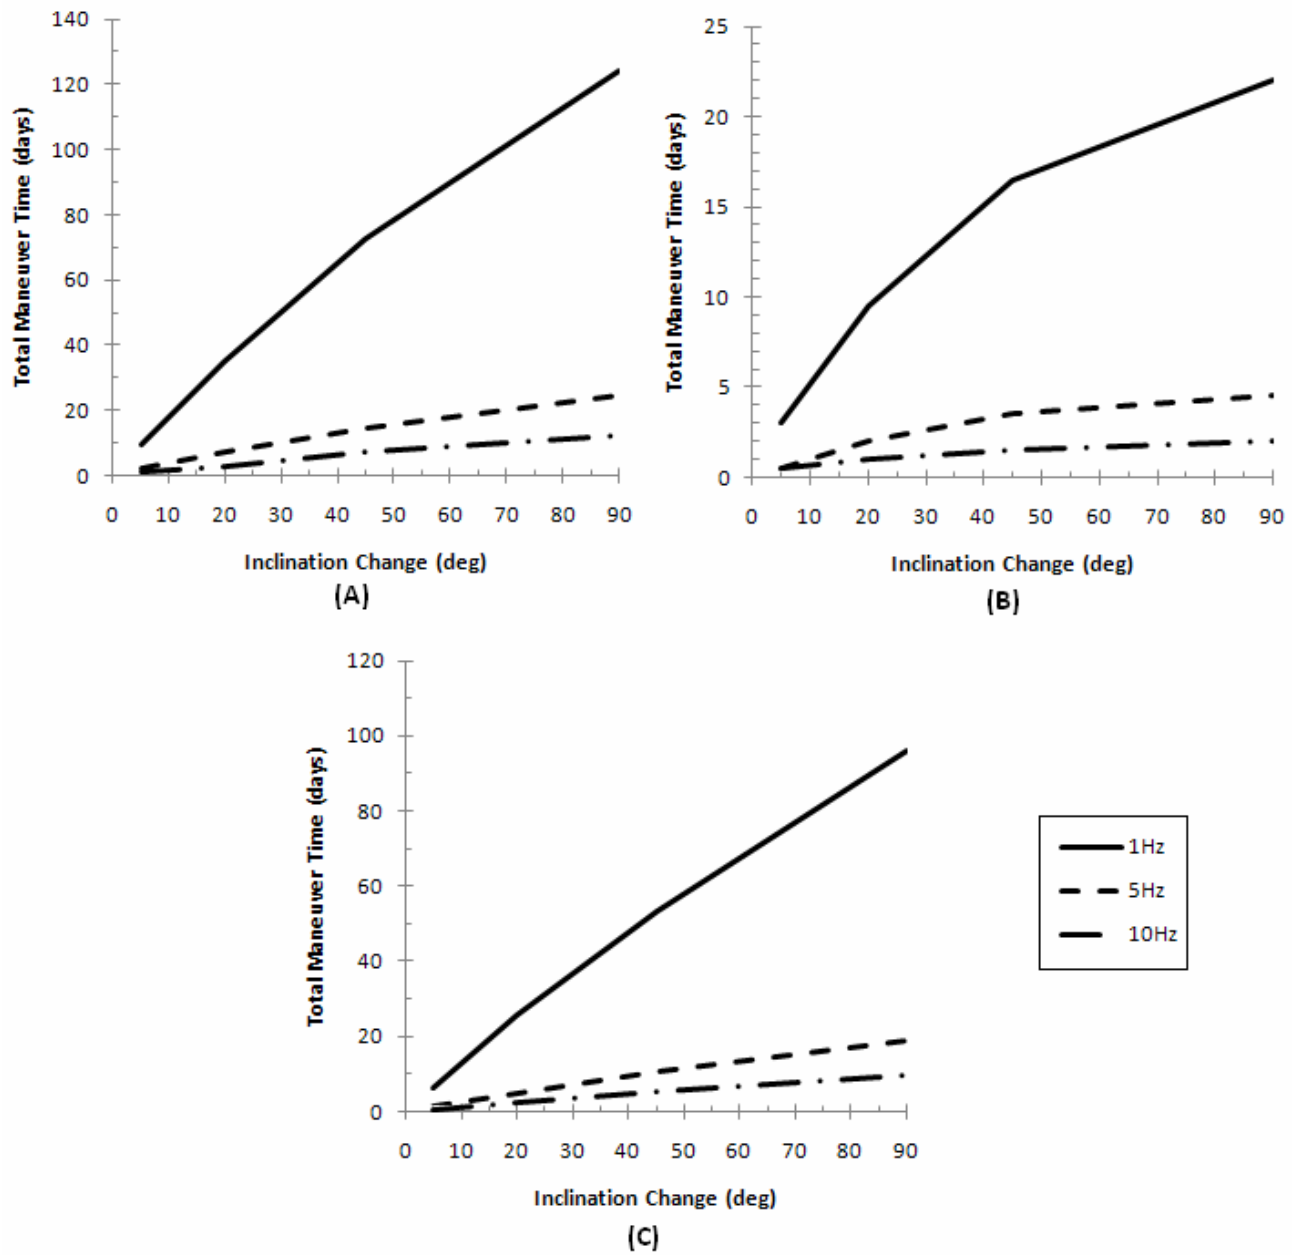 Total Maneuver Time (days)
140
120
100
80
60
40
20
0
0 10 20 30 40 50 60 70 80 90
Inclination Change (deg)
(A)
Total Maneuver Time (days)
25
20
15
10
5
0
0 10 20 30 40 50 60 70 80 90
Inclination Change (deg)
(B)
Total Maneuver Time (days)
120
100
80
60
40
20
0
0 10 20 30 40 50 60 70 80 90
Inclination Change (deg)
(C)
1Hz
5Hz
10Hz